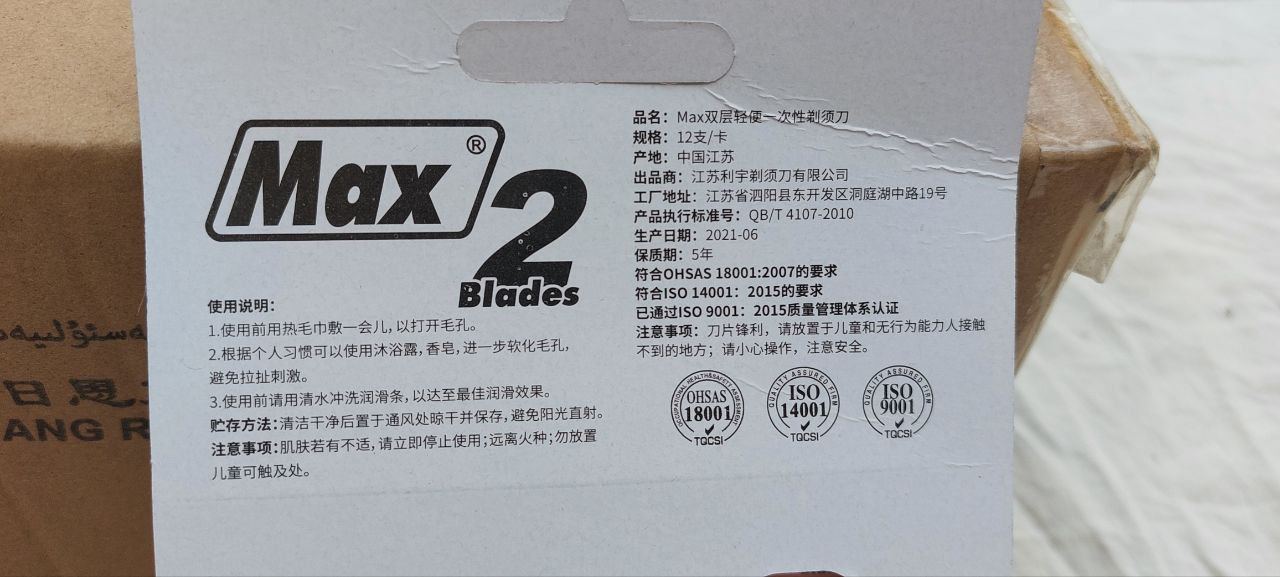 Max®
2
Blades
使用说明：
1.使用前用热毛巾敷一会儿，以打开毛孔。
2.根据个人习惯可以使用沐浴露，香皂，进一步软化毛孔，
避免拉扯刺激。
3.使用前请用清水冲洗润滑条，以达至最佳润滑效果。
贮存方法：清洁干净后置于通风处晾干并保存，避免阳光直射。
注意事项：肌肤若有不适，请立即停止使用；远离火种；勿放置
儿童可触及处。
品名：Max双层轻便一次性剃须刀
规格：12支/卡
产地：中国江苏
出品商：江苏利宇剃须刀有限公司
工厂地址：江苏省泗阳县东开发区洞庭湖中路19号
产品执行标准号：QB/T 4107-2010
生产日期：2021-06
保质期：5年
符合OHSAS 18001:2007的要求
符合ISO 14001：2015的要求
已通过ISO 9001：2015质量管理体系认证
注意事项：刀片锋利，请放置于儿童和无行为能力人接触
不到的地方；请小心操作，注意安全。
OCCUPATIONAL HEALTH&SAFETY ASSESSMENT
OHSAS
18001
TQCSI
QUALITY ASSURED FIRM
ISO
14001
TQCSI
QUALITY ASSURED FIRM
ISO
9001
TQCSI
日恩
ANG R